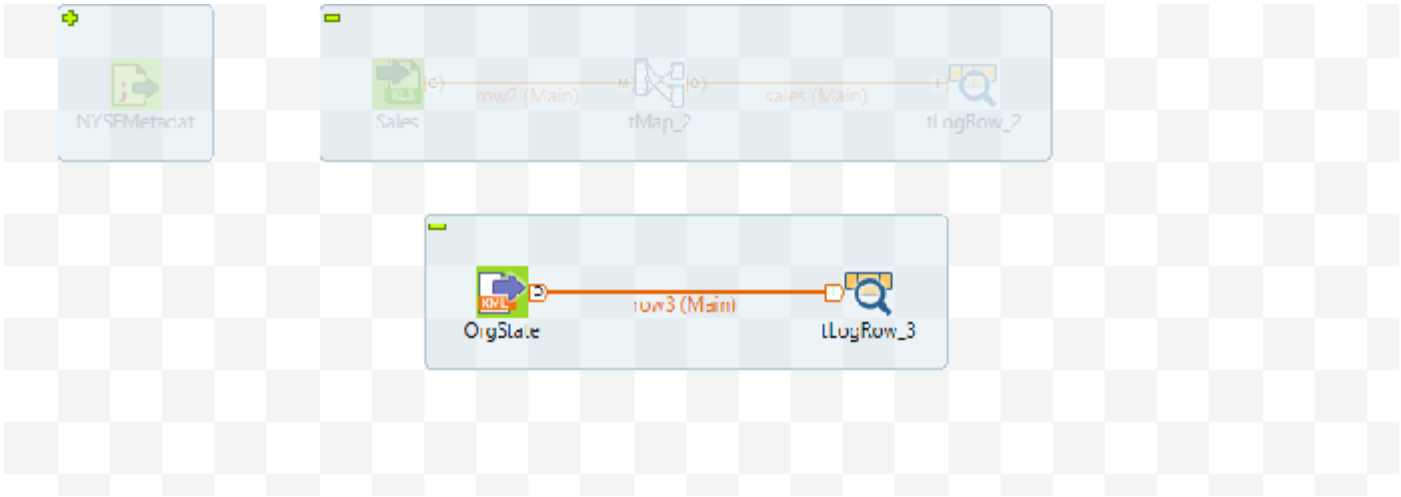 NYSEMetadat
XLS
row2 (Main)
sales (Main)
Sales
tMap_2
tLogRow_2
XML
row3 (Main)
OrgState
tLogRow_3